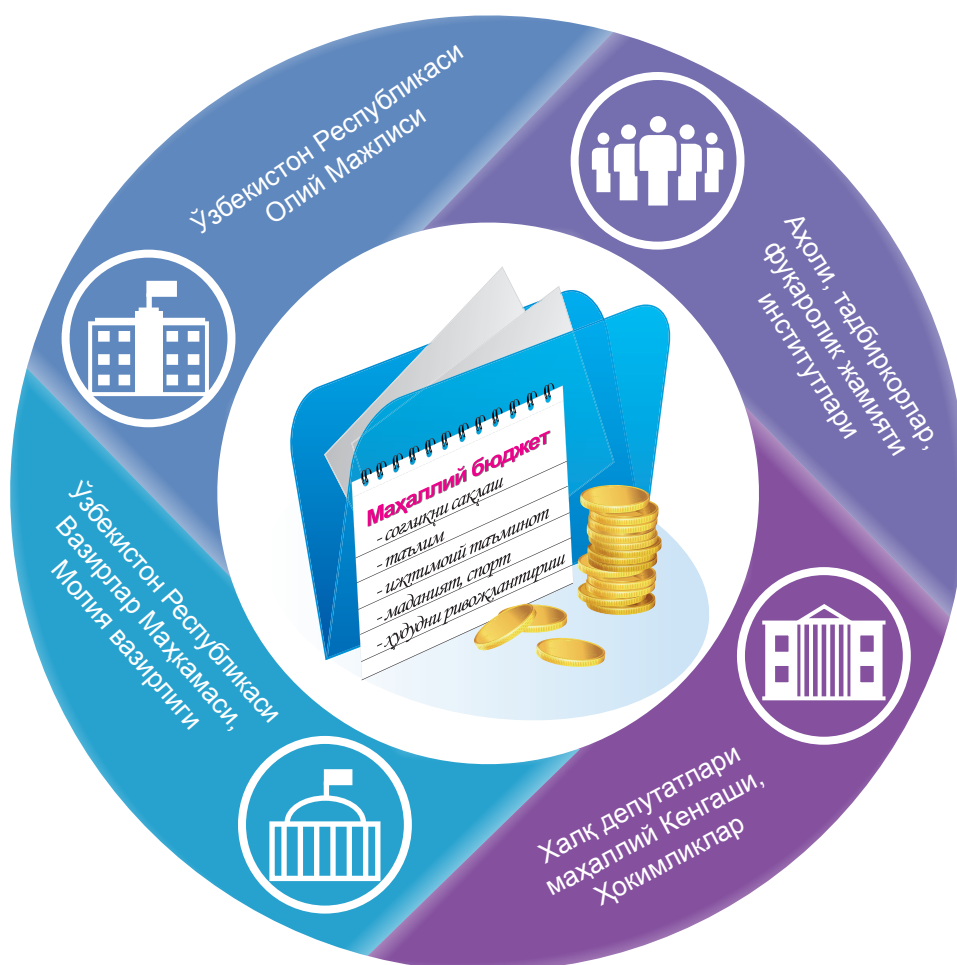 Ўзбекистон Республикаси
Олий Мажлиси
Аҳоли, тадбиркорлар,
фуқаролик жамияти
институтлари
Маҳаллий бюджет
- соғлиқни сақлаш
- таълим
- ижтимоий таъминот
- маданият, спорт
- ҳудудни ривожлантириш
Ўзбекистон Республикаси
Вазирлар Маҳкамаси,
Молия вазирлиги
Халқ депутатлари
маҳаллий Кенгаши,
Ҳокимликлар